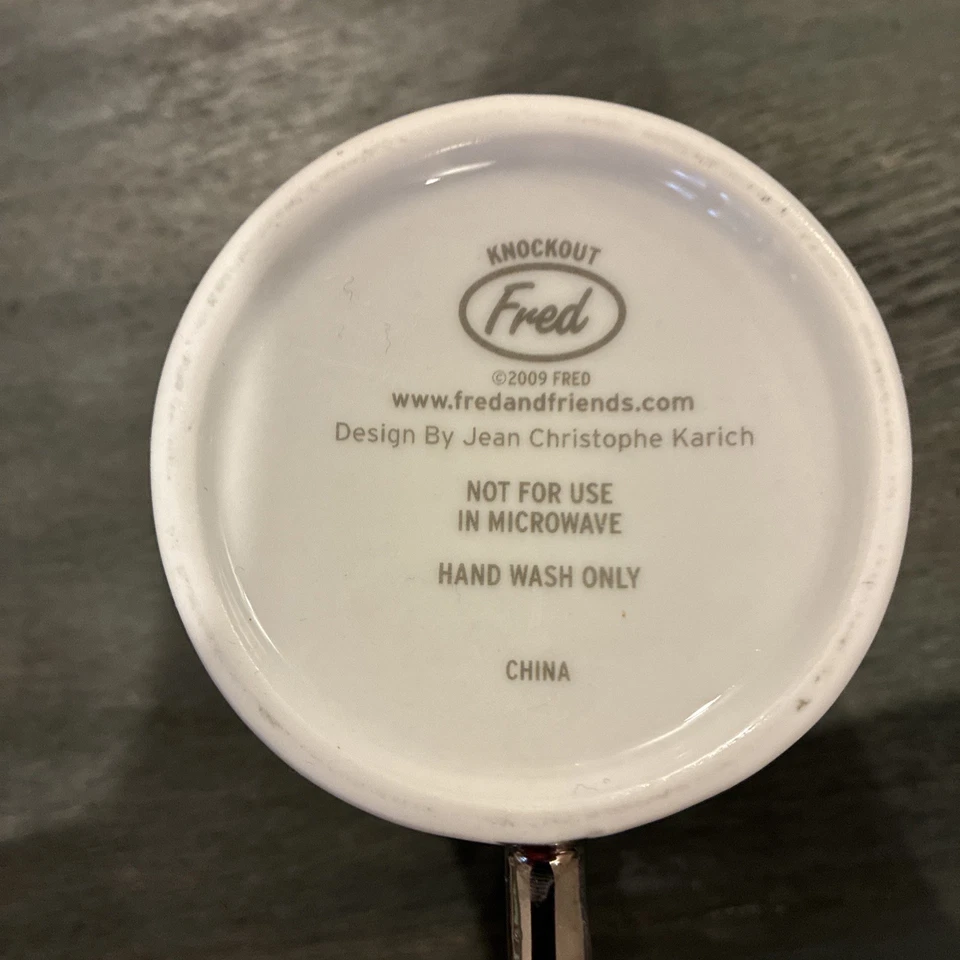 KNOCKOUT
Fred
©2009 FRED
www.fredandfriends.com
Design By Jean Christophe Karich
NOT FOR USE
IN MICROWAVE
HAND WASH ONLY
CHINA